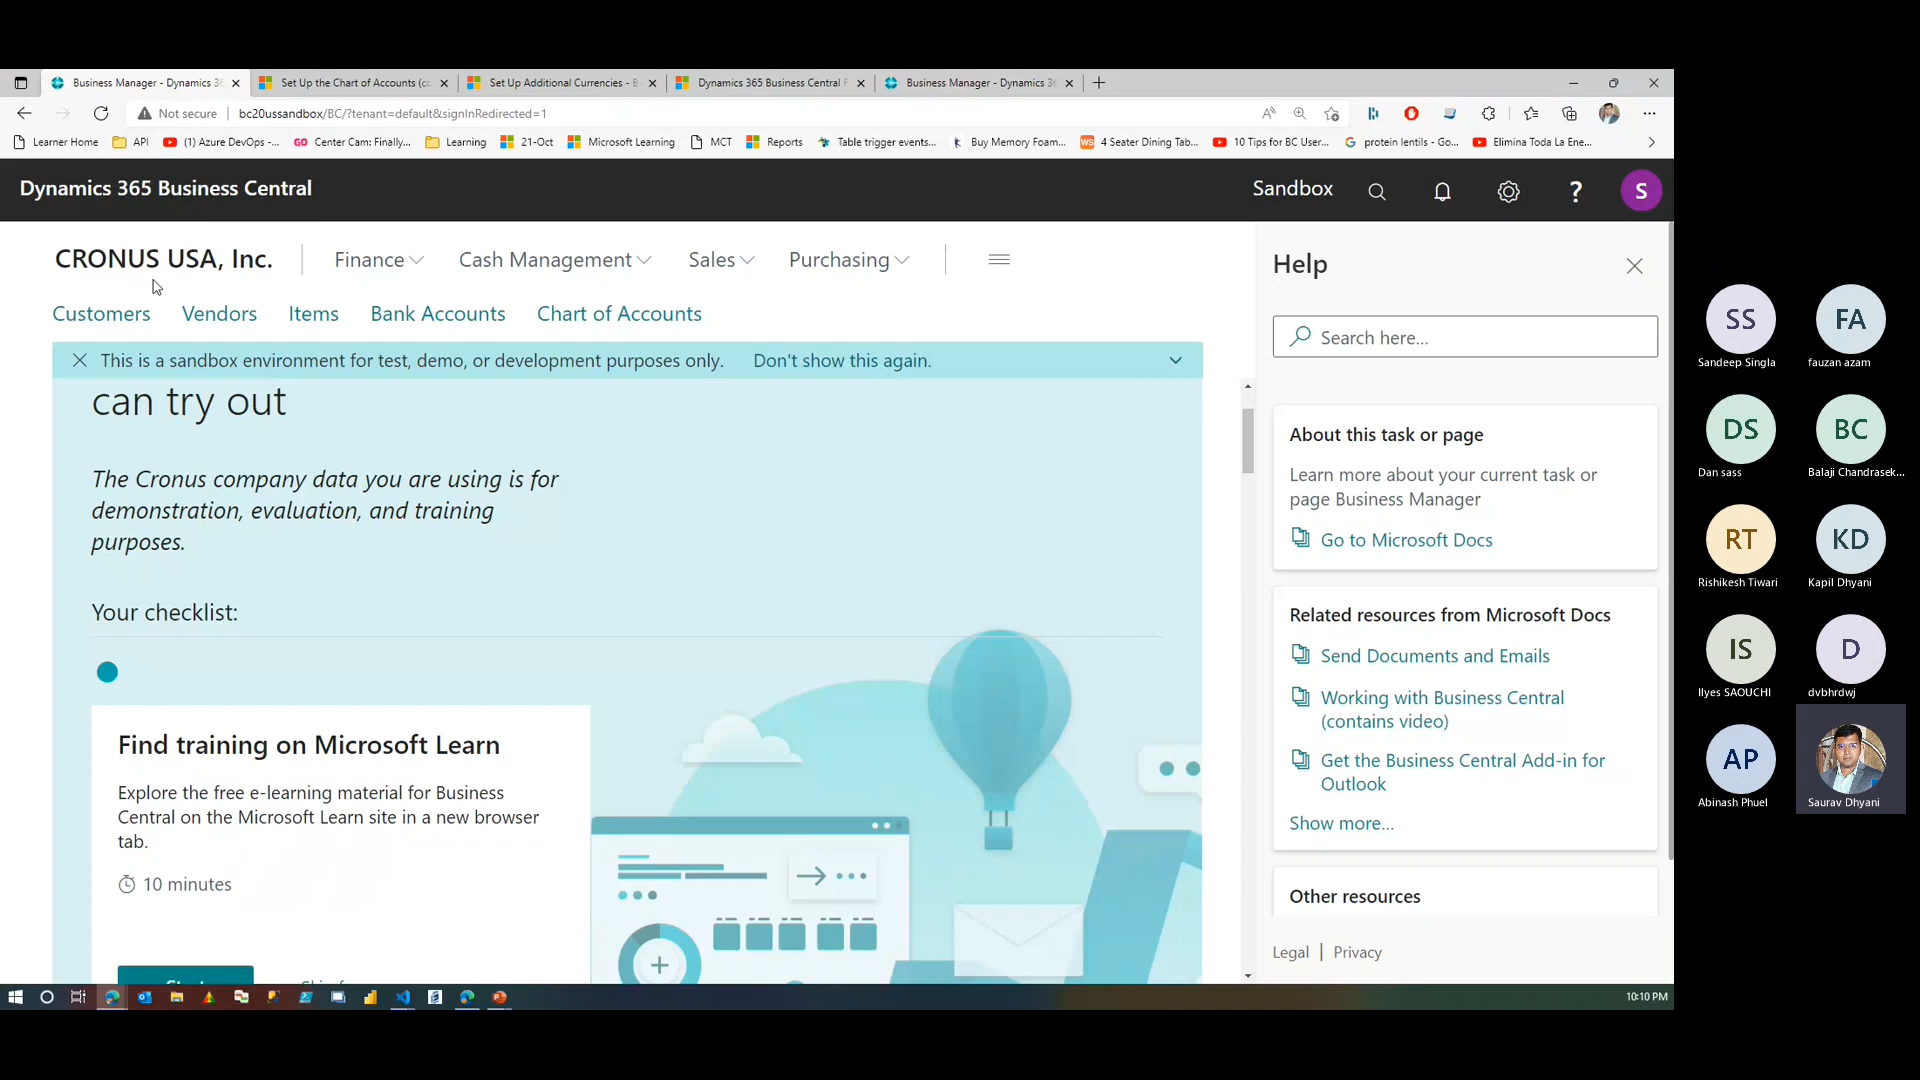 Business Manager - Dynamics 3
Set Up the Chart of Accounts (co
Set Up Additional Currencies - B
Dynamics 365 Business Central F
Business Manager - Dynamics 36
Not secure
bc20ussandbox/BC/?tenant=default&signInRedirected=1
Learner Home
API
(1) Azure DevOps -...
GO
Center Cam: Finally...
Learning
21-Oct
Microsoft Learning
MCT
Reports
Table trigger events...
Buy Memory Foam...
WS
4 Seater Dining Tab...
10 Tips for BC User...
protein lentils - Go...
Elimina Toda La Ene...
Dynamics 365 Business Central
Sandbox
?
S
CRONUS USA, Inc.
Finance
Cash Management
Sales
Purchasing
Customers
Vendors
Items
Bank Accounts
Chart of Accounts
This is a sandbox environment for test, demo, or development purposes only.
Don't show this again.
can try out
The Cronus company data you are using is for
demonstration, evaluation, and training
purposes.
Your checklist:
Find training on Microsoft Learn
Explore the free e-learning material for Business
Central on the Microsoft Learn site in a new browser
tab.
10 minutes
Help
Search here...
About this task or page
Learn more about your current task or
page Business Manager
Go to Microsoft Docs
Related resources from Microsoft Docs
Send Documents and Emails
Working with Business Central
(contains video)
Get the Business Central Add-in for
Outlook
Show more...
Other resources
Legal | Privacy
10:10 PM
SS
Sandeep Singla
FA
fauzan azam
DS
Dan sass
BC
Balaji Chandrasek...
RT
Rishikesh Tiwari
KD
Kapil Dhyani
IS
Ilyes SAOUCHI
D
dvbhrdwj
AP
Abinash Phuel
Saurav Dhyani